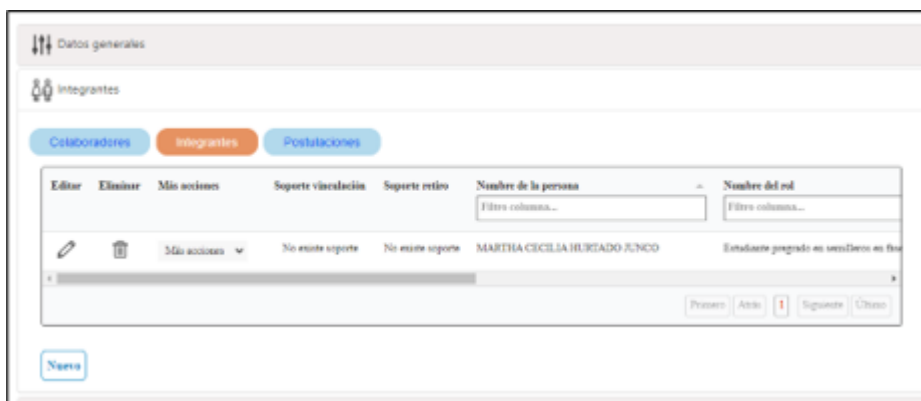 Datos generales
Integrantes
Colaboradores Integrantes Postulaciones
Editar Eliminar Más acciones Soporte vinculación Soporte retiro Nombre de la persona Nombre del rol
Filtro columna... Filtro columna...
Más acciones No existe soporte No existe soporte MARTHA CECILIA HURTADO JUNCO Estudiante pregrado en semilleros en
Primero Atrás 1 Siguiente Último
Nuevo